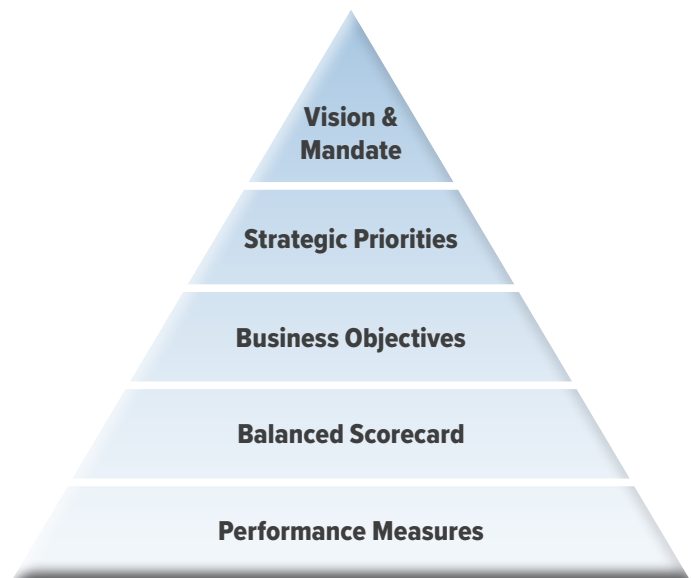 Vision &
Mandate
Strategic Priorities
Business Objectives
Balanced Scorecard
Performance Measures